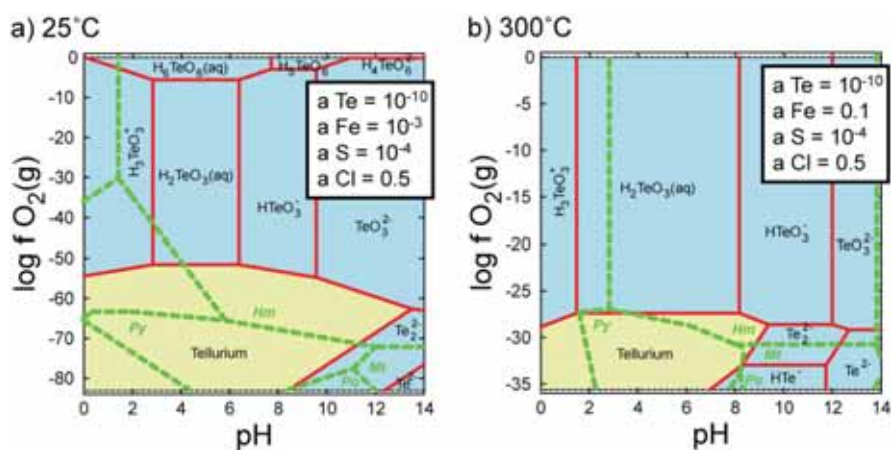 a) 25˚C
log f O₂(g)
0
-10
-20
-30
-40
-50
-60
-70
-80
H₆TeO₆(aq)
H₅TeO₆⁻
H₄TeO₆²⁻
a Te = 10⁻¹⁰
a Fe = 10⁻³
a S = 10⁻⁴
a Cl = 0.5
H₃TeO₃⁺
H₂TeO₃(aq)
HTeO₃⁻
TeO₃²⁻
Py
Hm
Tellurium
Te₂²⁻
Mt
Po
Te²⁻
0 2 4 6 8 10 12 14
pH
b) 300˚C
log f O₂(g)
0
-5
-10
-15
-20
-25
-30
-35
a Te = 10⁻¹⁰
a Fe = 0.1
a S = 10⁻⁴
a Cl = 0.5
H₃TeO₃⁺
H₂TeO₃(aq)
HTeO₃⁻
TeO₃²⁻
Py
Hm
Te₂²⁻
Tellurium
Mt
Po
HTe⁻
Te²⁻
0 2 4 6 8 10 12 14
pH